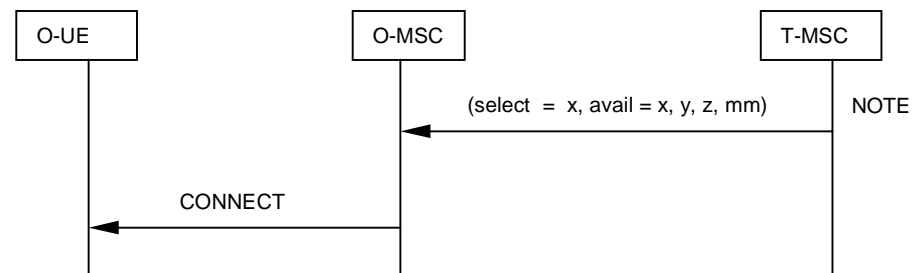 O-UE
O-MSC
T-MSC
(select = x, avail = x, y, z, mm)
NOTE
CONNECT